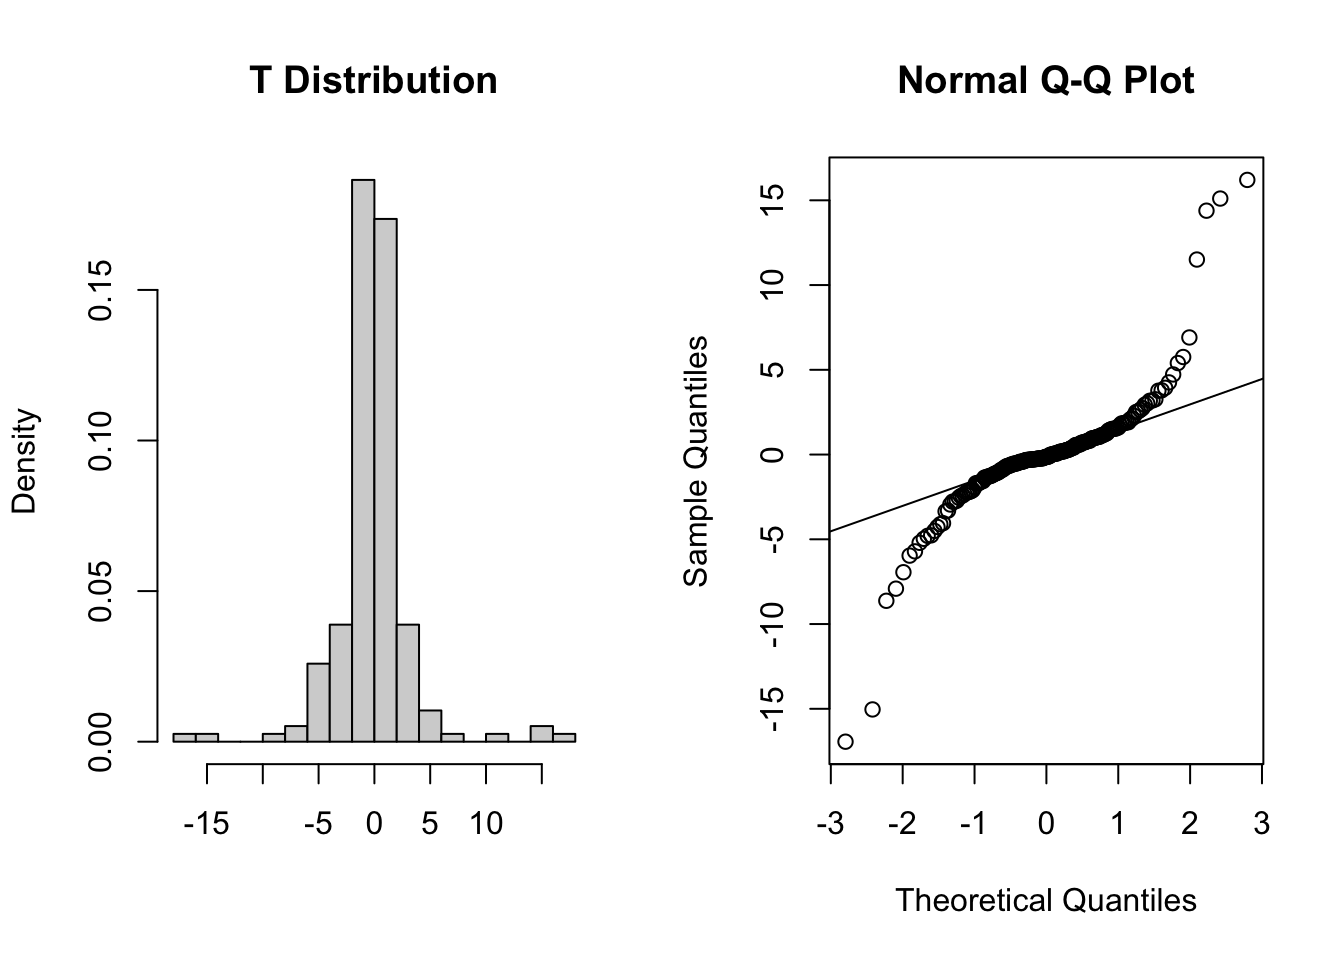 T Distribution
Density
0.15
0.10
0.05
0.00
-15 -5 0 5 10
Normal Q-Q Plot
Sample Quantiles
15
10
5
0
-5
-10
-15
-3 -2 -1 0 1 2 3
Theoretical Quantiles